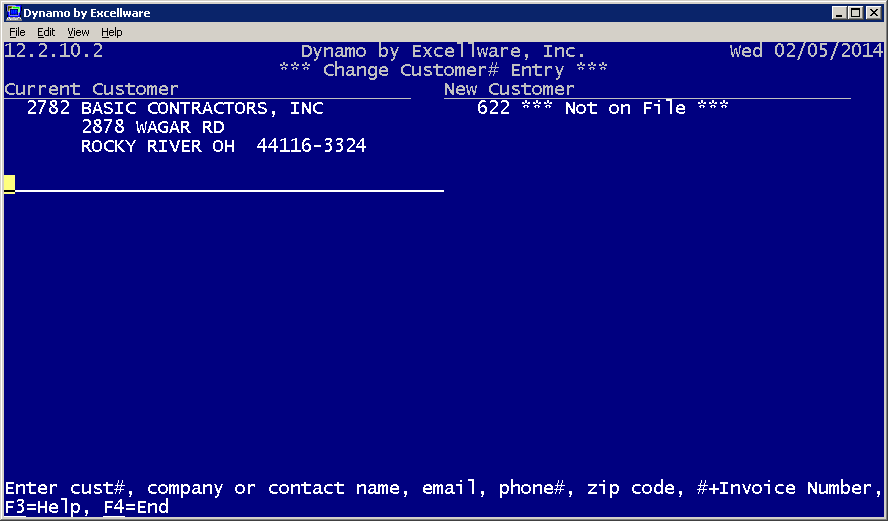 Dynamo by Excellware
File Edit View Help
12.2.10.2 Dynamo by Excellware, Inc. Wed 02/05/2014
*** Change Customer# Entry ***
Current Customer New Customer
2782 BASIC CONTRACTORS, INC 622 *** Not on File ***
2878 WAGAR RD
ROCKY RIVER OH 44116-3324
Enter cust#, company or contact name, email, phone#, zip code, #+Invoice Number,
F3=Help, F4=End